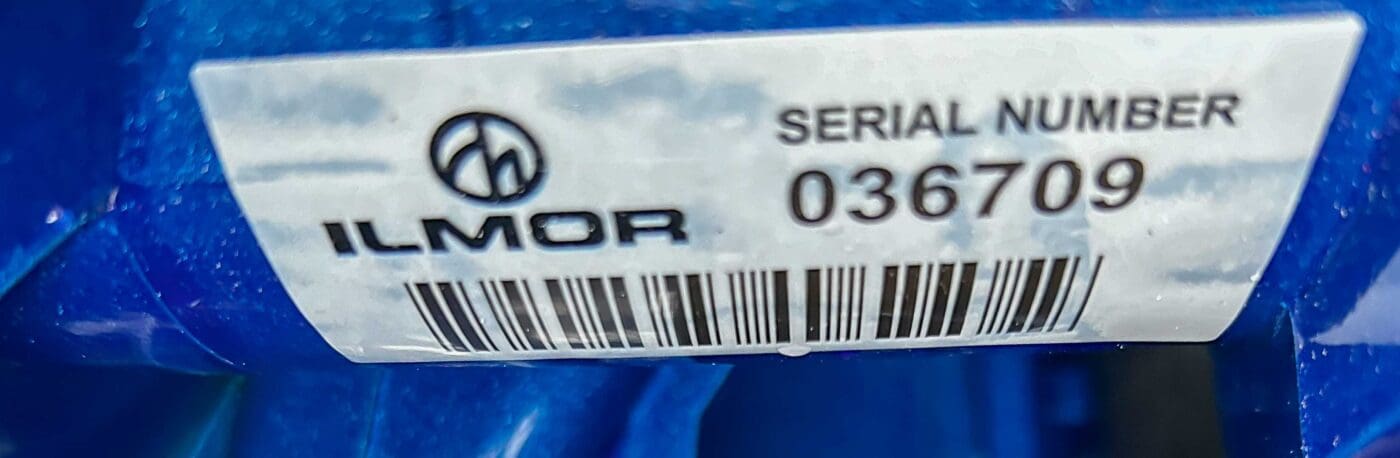 ILMOR
SERIAL NUMBER
036709